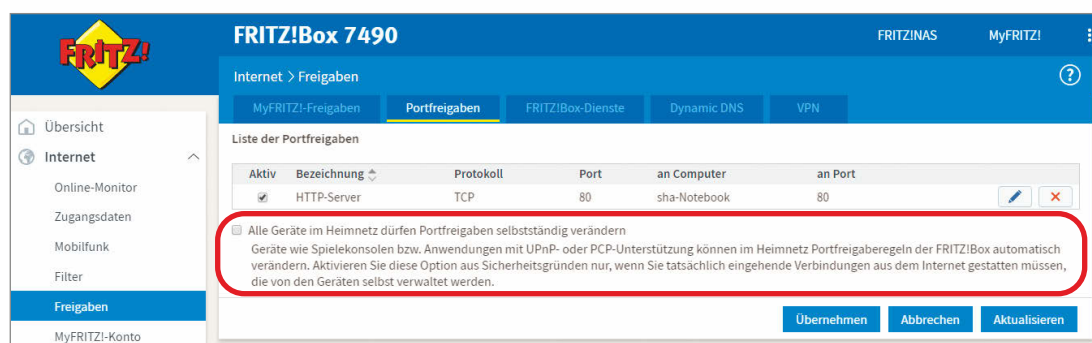 FRITZ!
FRITZ!Box 7490
FRITZ!NAS
MyFRITZ!
Internet > Freigaben
?
MyFRITZ!-Freigaben
Portfreigaben
FRITZ!Box-Dienste
Dynamic DNS
VPN
Übersicht
Internet
Online-Monitor
Zugangsdaten
Mobilfunk
Filter
Freigaben
MyFRITZ!-Konto
Liste der Portfreigaben
Aktiv Bezeichnung Protokoll Port an Computer an Port
HTTP-Server TCP 80 sha-Notebook 80
Alle Geräte im Heimnetz dürfen Portfreigaben selbstständig verändern
Geräte wie Spielekonsolen bzw. Anwendungen mit UPnP- oder PCP-Unterstützung können im Heimnetz Portfreigaberegeln der FRITZ!Box automatisch
verändern. Aktivieren Sie diese Option aus Sicherheitsgründen nur, wenn Sie tatsächlich eingehende Verbindungen aus dem Internet gestatten müssen,
die von den Geräten selbst verwaltet werden.
Übernehmen
Abbrechen
Aktualisieren